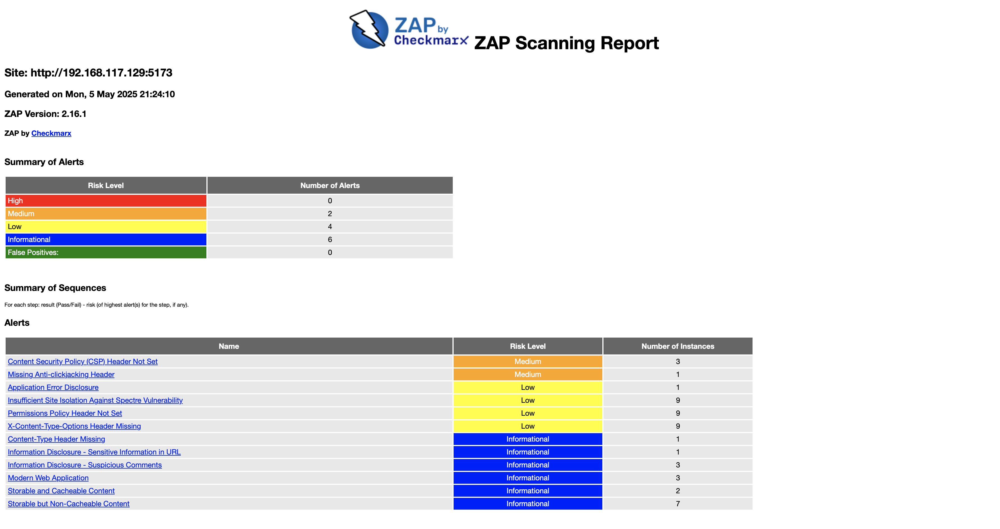 ZAP by
Checkmarx ZAP Scanning Report
Site: http://192.168.117.129:5173
Generated on Mon, 5 May 2025 21:24:10
ZAP Version: 2.16.1
ZAP by Checkmarx
Summary of Alerts
Risk Level Number of Alerts
High 0
Medium 2
Low 4
Informational 6
False Positives: 0
Summary of Sequences
For each step: result (Pass/Fail) - risk (of highest alert(s) for the step, if any).
Alerts
Name Risk Level Number of Instances
Content Security Policy (CSP) Header Not Set Medium 3
Missing Anti-clickjacking Header Medium 1
Application Error Disclosure Low 1
Insufficient Site Isolation Against Spectre Vulnerability Low 9
Permissions Policy Header Not Set Low 9
X-Content-Type-Options Header Missing Low 9
Content-Type Header Missing Informational 1
Information Disclosure - Sensitive Information in URL Informational 1
Information Disclosure - Suspicious Comments Informational 3
Modern Web Application Informational 3
Storable and Cacheable Content Informational 2
Storable but Non-Cacheable Content Informational 7